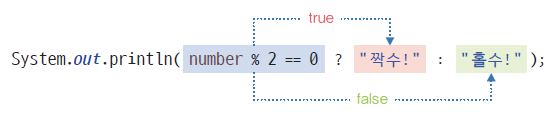 true
System.out.println( number % 2 == 0 ? "짝수!" : "홀수!" );
false